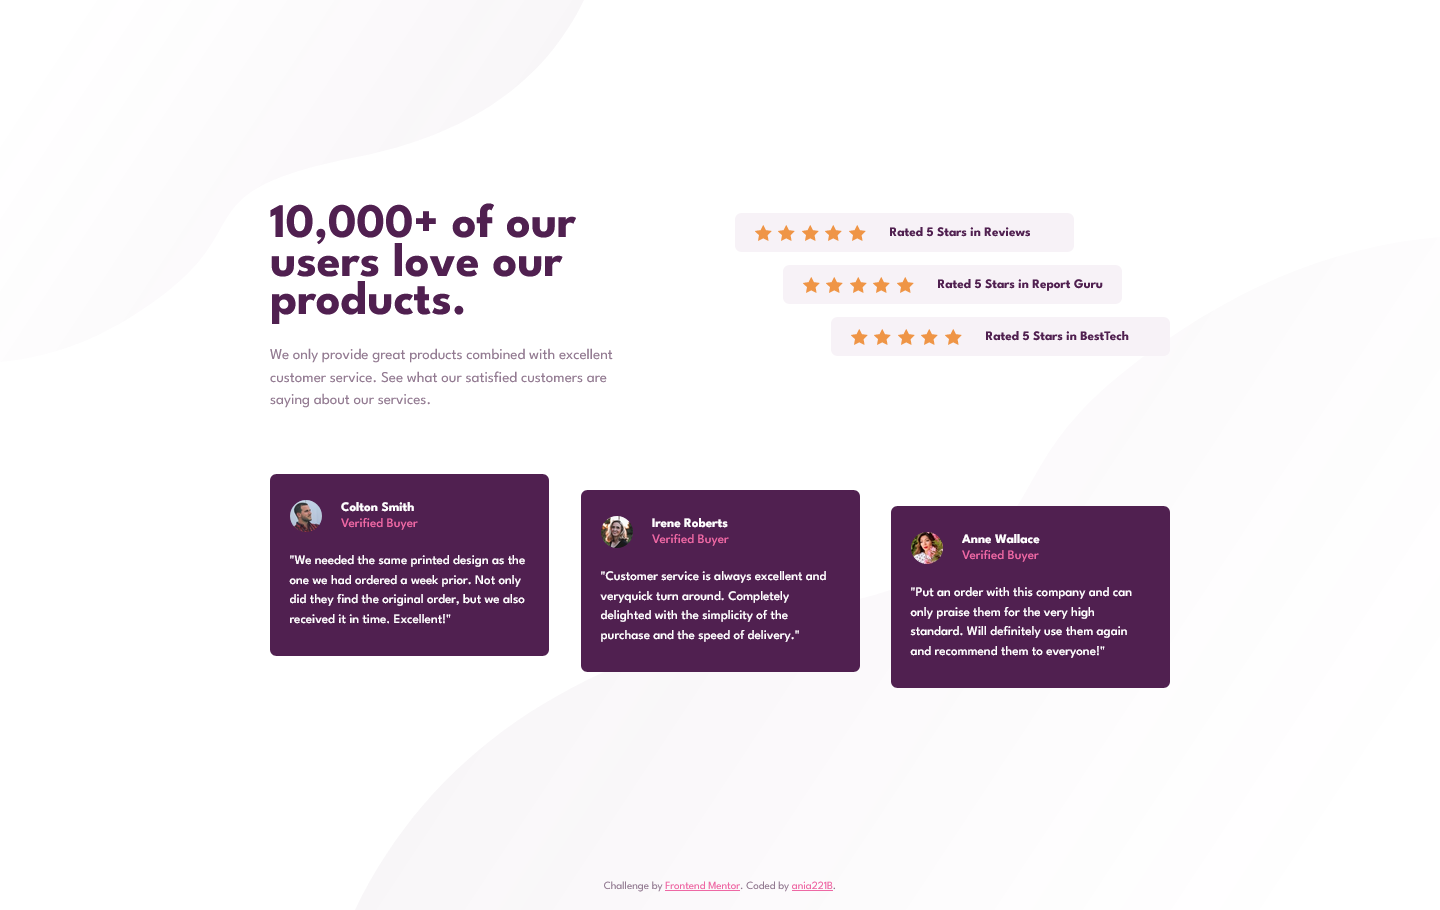 10,000+ of our
users love our
products.
We only provide great products combined with excellent
customer service. See what our satisfied customers are
saying about our services.
Rated 5 Stars in Reviews
Rated 5 Stars in Report Guru
Rated 5 Stars in BestTech
Colton Smith
Verified Buyer
"We needed the same printed design as the
one we had ordered a week prior. Not only
did they find the original order, but we also
received it in time. Excellent!"
Irene Roberts
Verified Buyer
"Customer service is always excellent and
veryquick turn around. Completely
delighted with the simplicity of the
purchase and the speed of delivery."
Anne Wallace
Verified Buyer
"Put an order with this company and can
only praise them for the very high
standard. Will definitely use them again
and recommend them to everyone!"
Challenge by Frontend Mentor. Coded by ania221B.